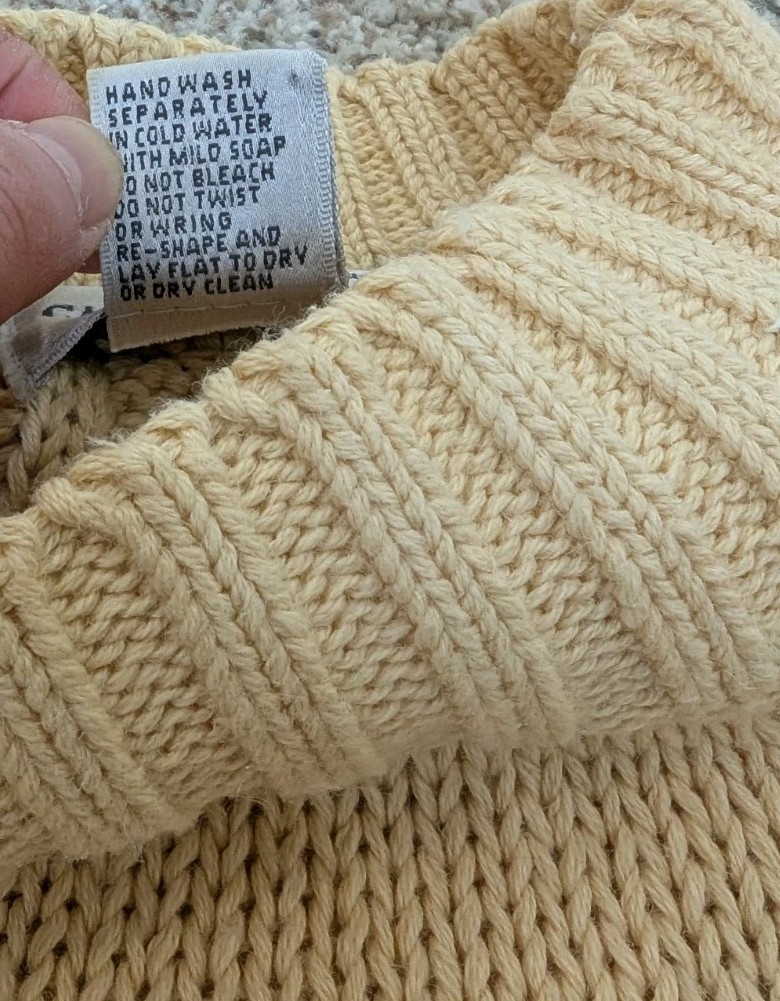 HAND WASH
SEPARATELY
IN COLD WATER
WITH MILD SOAP
DO NOT BLEACH
DO NOT TWIST
OR WRING
RE-SHAPE AND
LAY FLAT TO DRY
OR DRY CLEAN